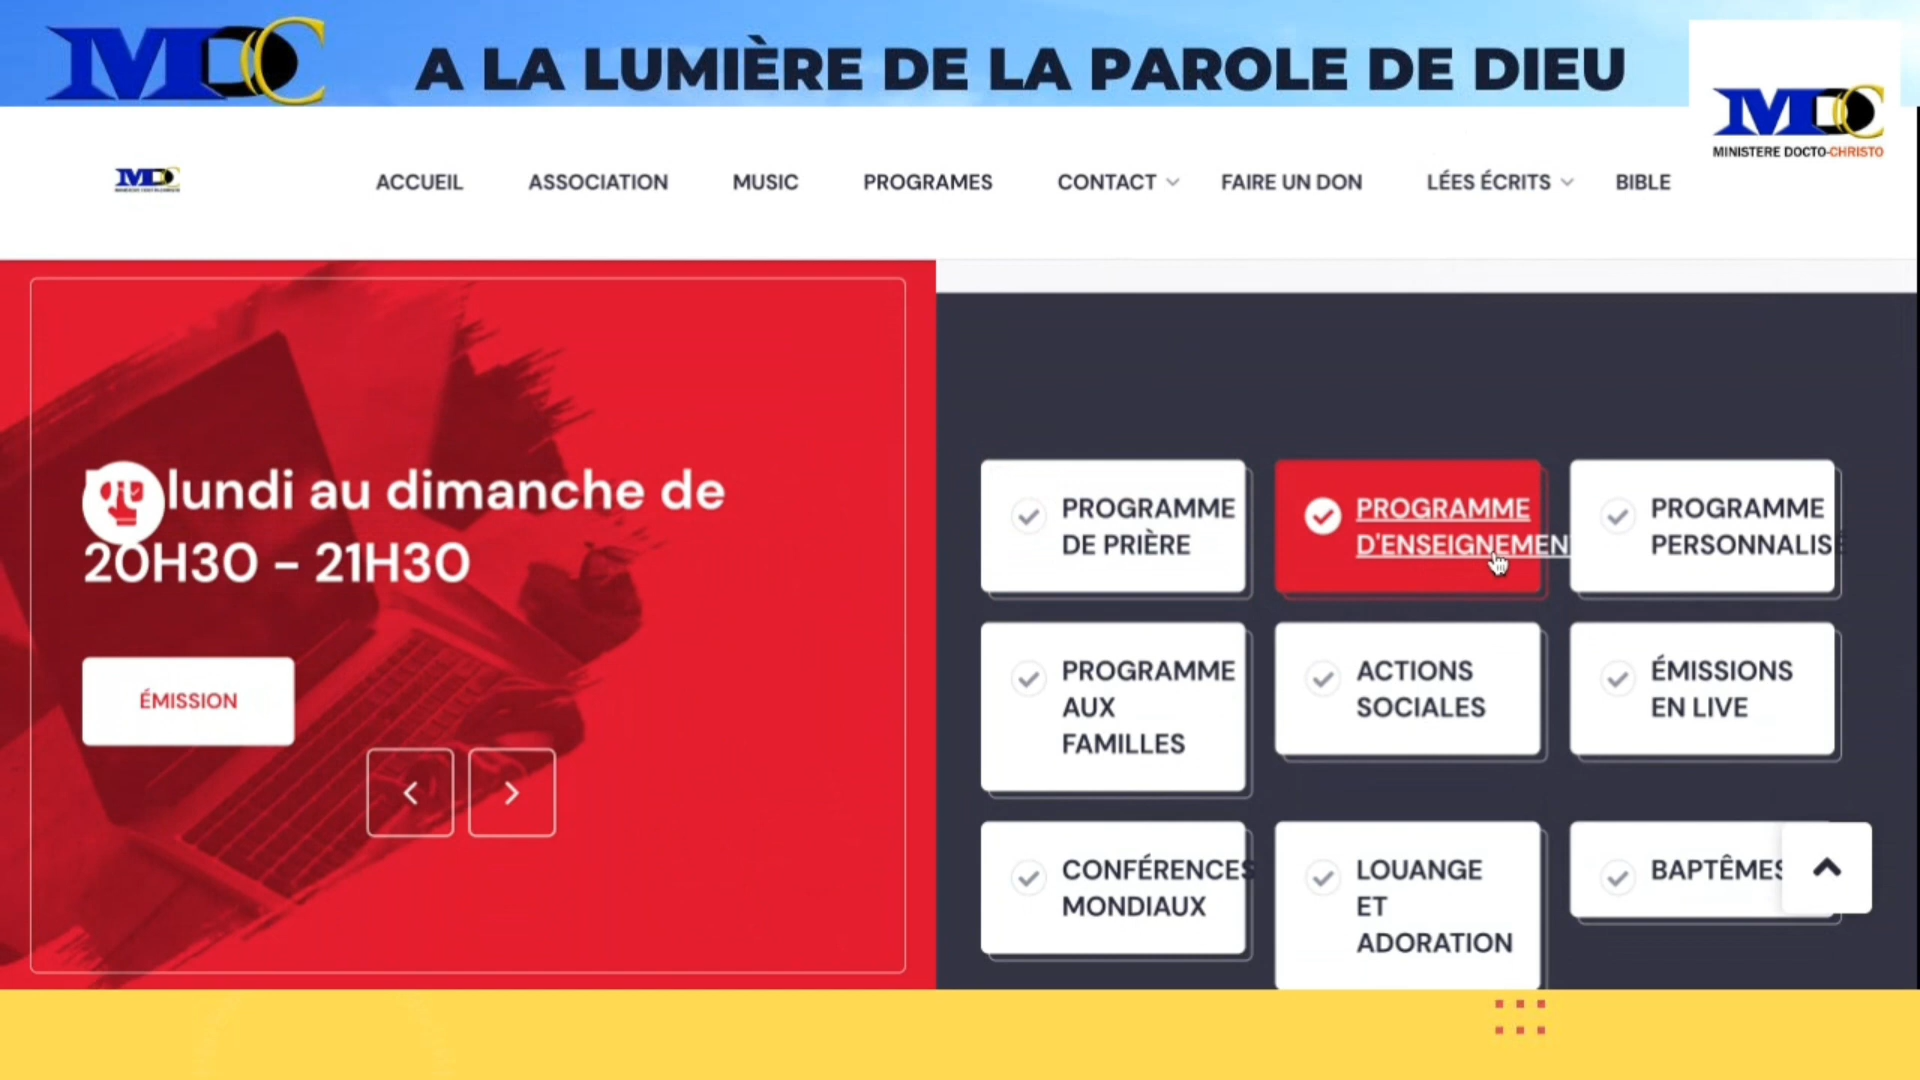 MDC
A LA LUMIÈRE DE LA PAROLE DE DIEU
MDC
MINISTERE DOCTO-CHRISTO
MDC
ACCUEIL
ASSOCIATION
MUSIC
PROGRAMES
CONTACT
FAIRE UN DON
LÉES ÉCRITS
BIBLE
lundi au dimanche de
20H30 – 21H30
ÉMISSION
PROGRAMME
DE PRIÈRE
PROGRAMME
D'ENSEIGNEMEN
PROGRAMME
PERSONNALISÉ
PROGRAMME
AUX
FAMILLES
ACTIONS
SOCIALES
ÉMISSIONS
EN LIVE
CONFÉRENCES
MONDIAUX
LOUANGE
ET
ADORATION
BAPTÊMES